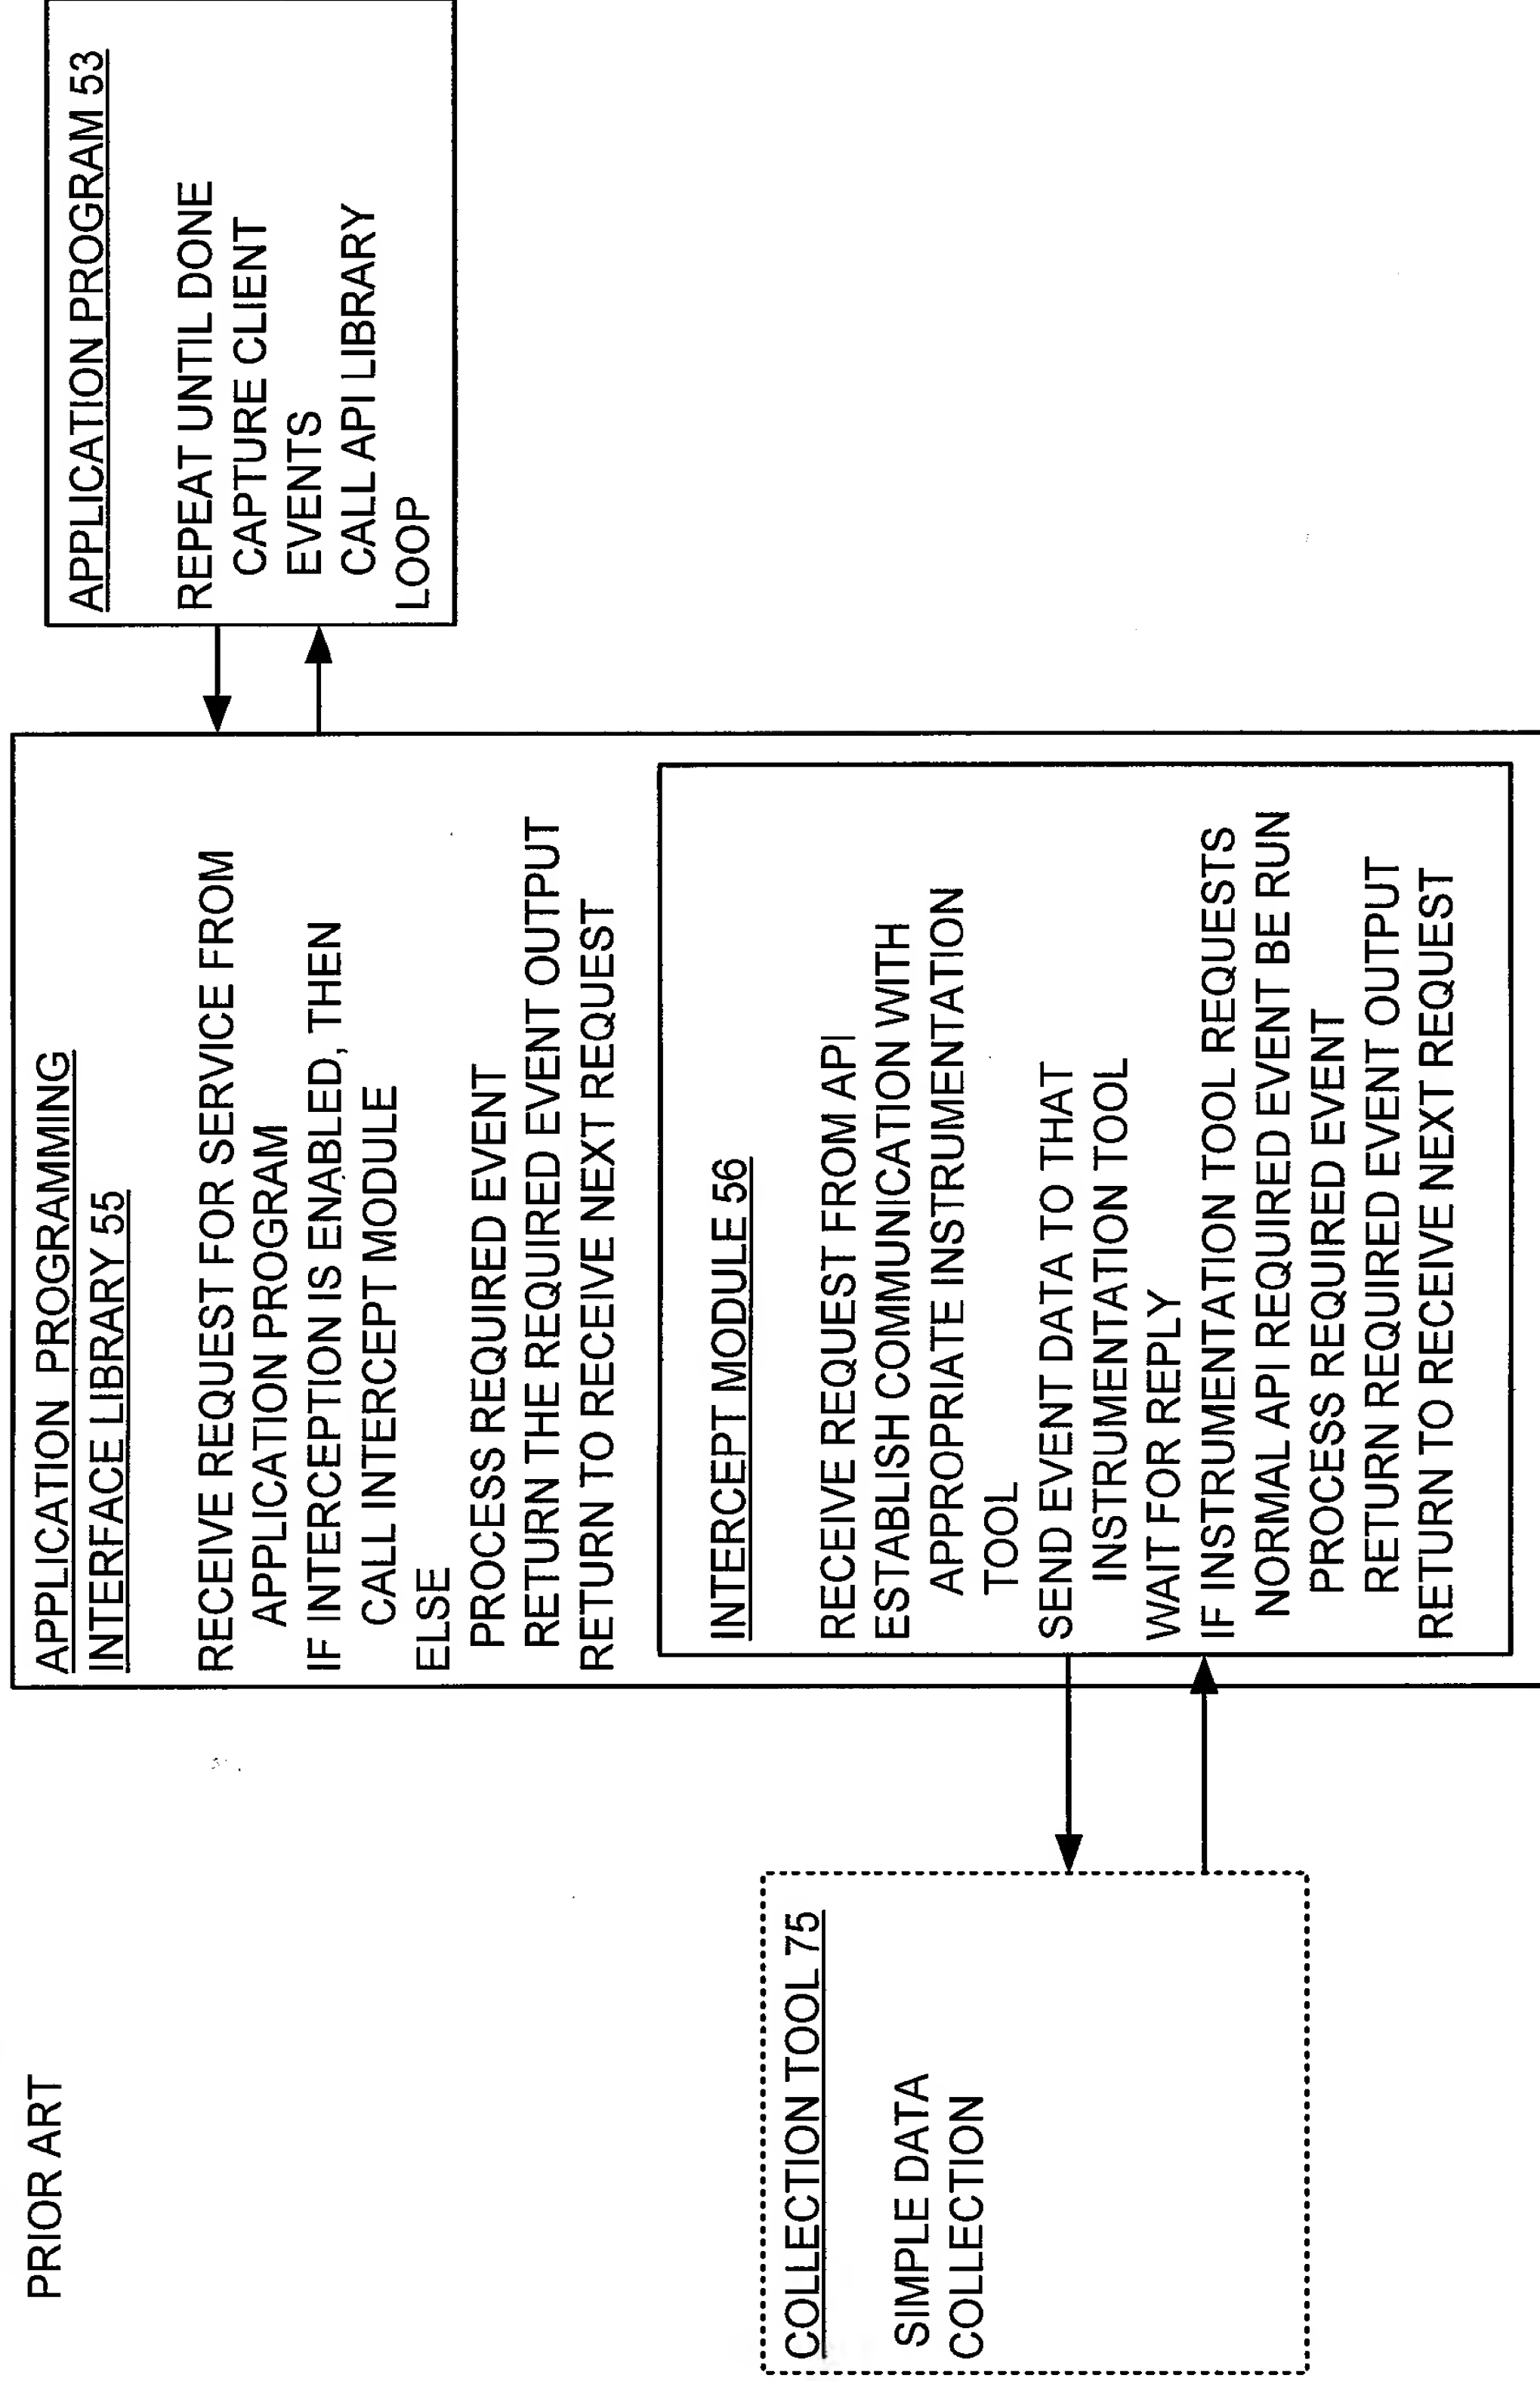 PRIOR ART
COLLECTION TOOL 75
SIMPLE DATA
COLLECTION
APPLICATION PROGRAMMING
INTERFACE LIBRARY 55
RECEIVE REQUEST FOR SERVICE FROM
APPLICATION PROGRAM
IF INTERCEPTION IS ENABLED, THEN
CALL INTERCEPT MODULE
ELSE
PROCESS REQUIRED EVENT
RETURN THE REQUIRED EVENT OUTPUT
RETURN TO RECEIVE NEXT REQUEST
INTERCEPT MODULE 56
RECEIVE REQUEST FROM API
ESTABLISH COMMUNICATION WITH
APPROPRIATE INSTRUMENTATION
TOOL
SEND EVENT DATA TO THAT
INSTRUMENTATION TOOL
WAIT FOR REPLY
IF INSTRUMENTATION TOOL REQUESTS
NORMAL API REQUIRED EVENT BE RUN
PROCESS REQUIRED EVENT
RETURN REQUIRED EVENT OUTPUT
RETURN TO RECEIVE NEXT REQUEST
APPLICATION PROGRAM 53
REPEAT UNTIL DONE
CAPTURE CLIENT
EVENTS
CALL API LIBRARY
LOOP